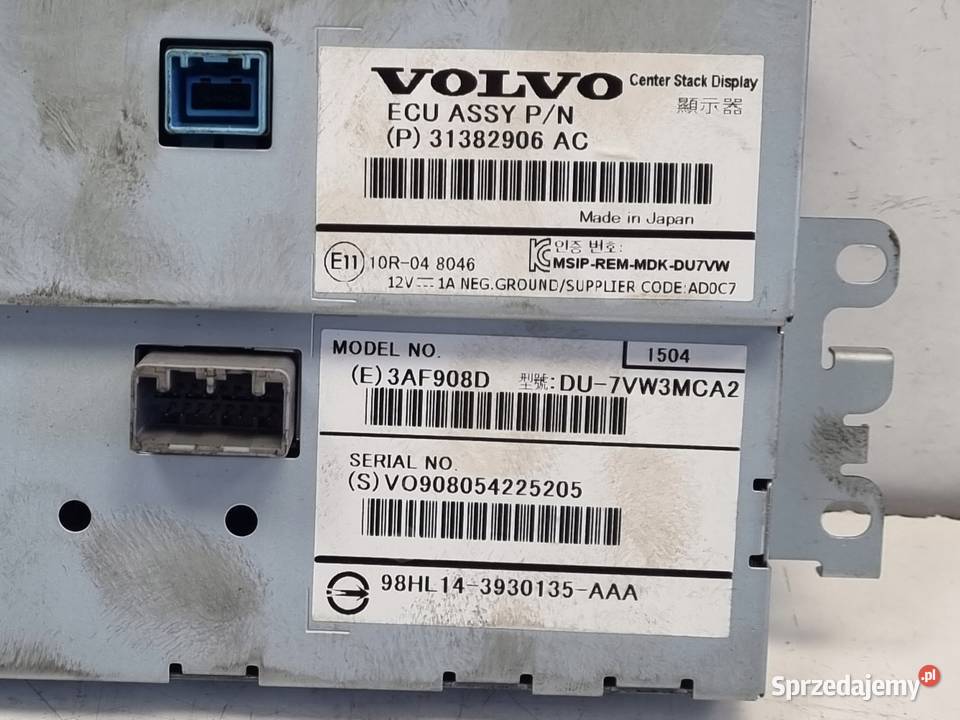 VOLVO Center Stack Display
顯示器
ECU ASSY P/N
(P) 31382906 AC
Made in Japan
E11 10R-04 8046
인증 번호:
MSIP-REM-MDK-DU7VW
12V⎓1A NEG.GROUND/SUPPLIER CODE:AD0C7
MODEL NO.
1504
(E)3AF908D 型號:DU-7VW3MCA2
SERIAL NO.
(S)VO908054225205
98HL14-3930135-AAA
Sprzedajemy.pl